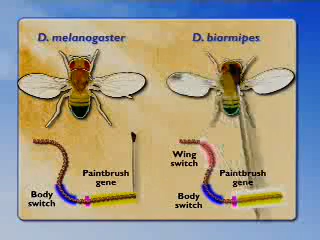 D. melanogaster
D. biarmipes
Paintbrush
gene
Body
switch
Wing
switch
Paintbrush
gene
Body
switch